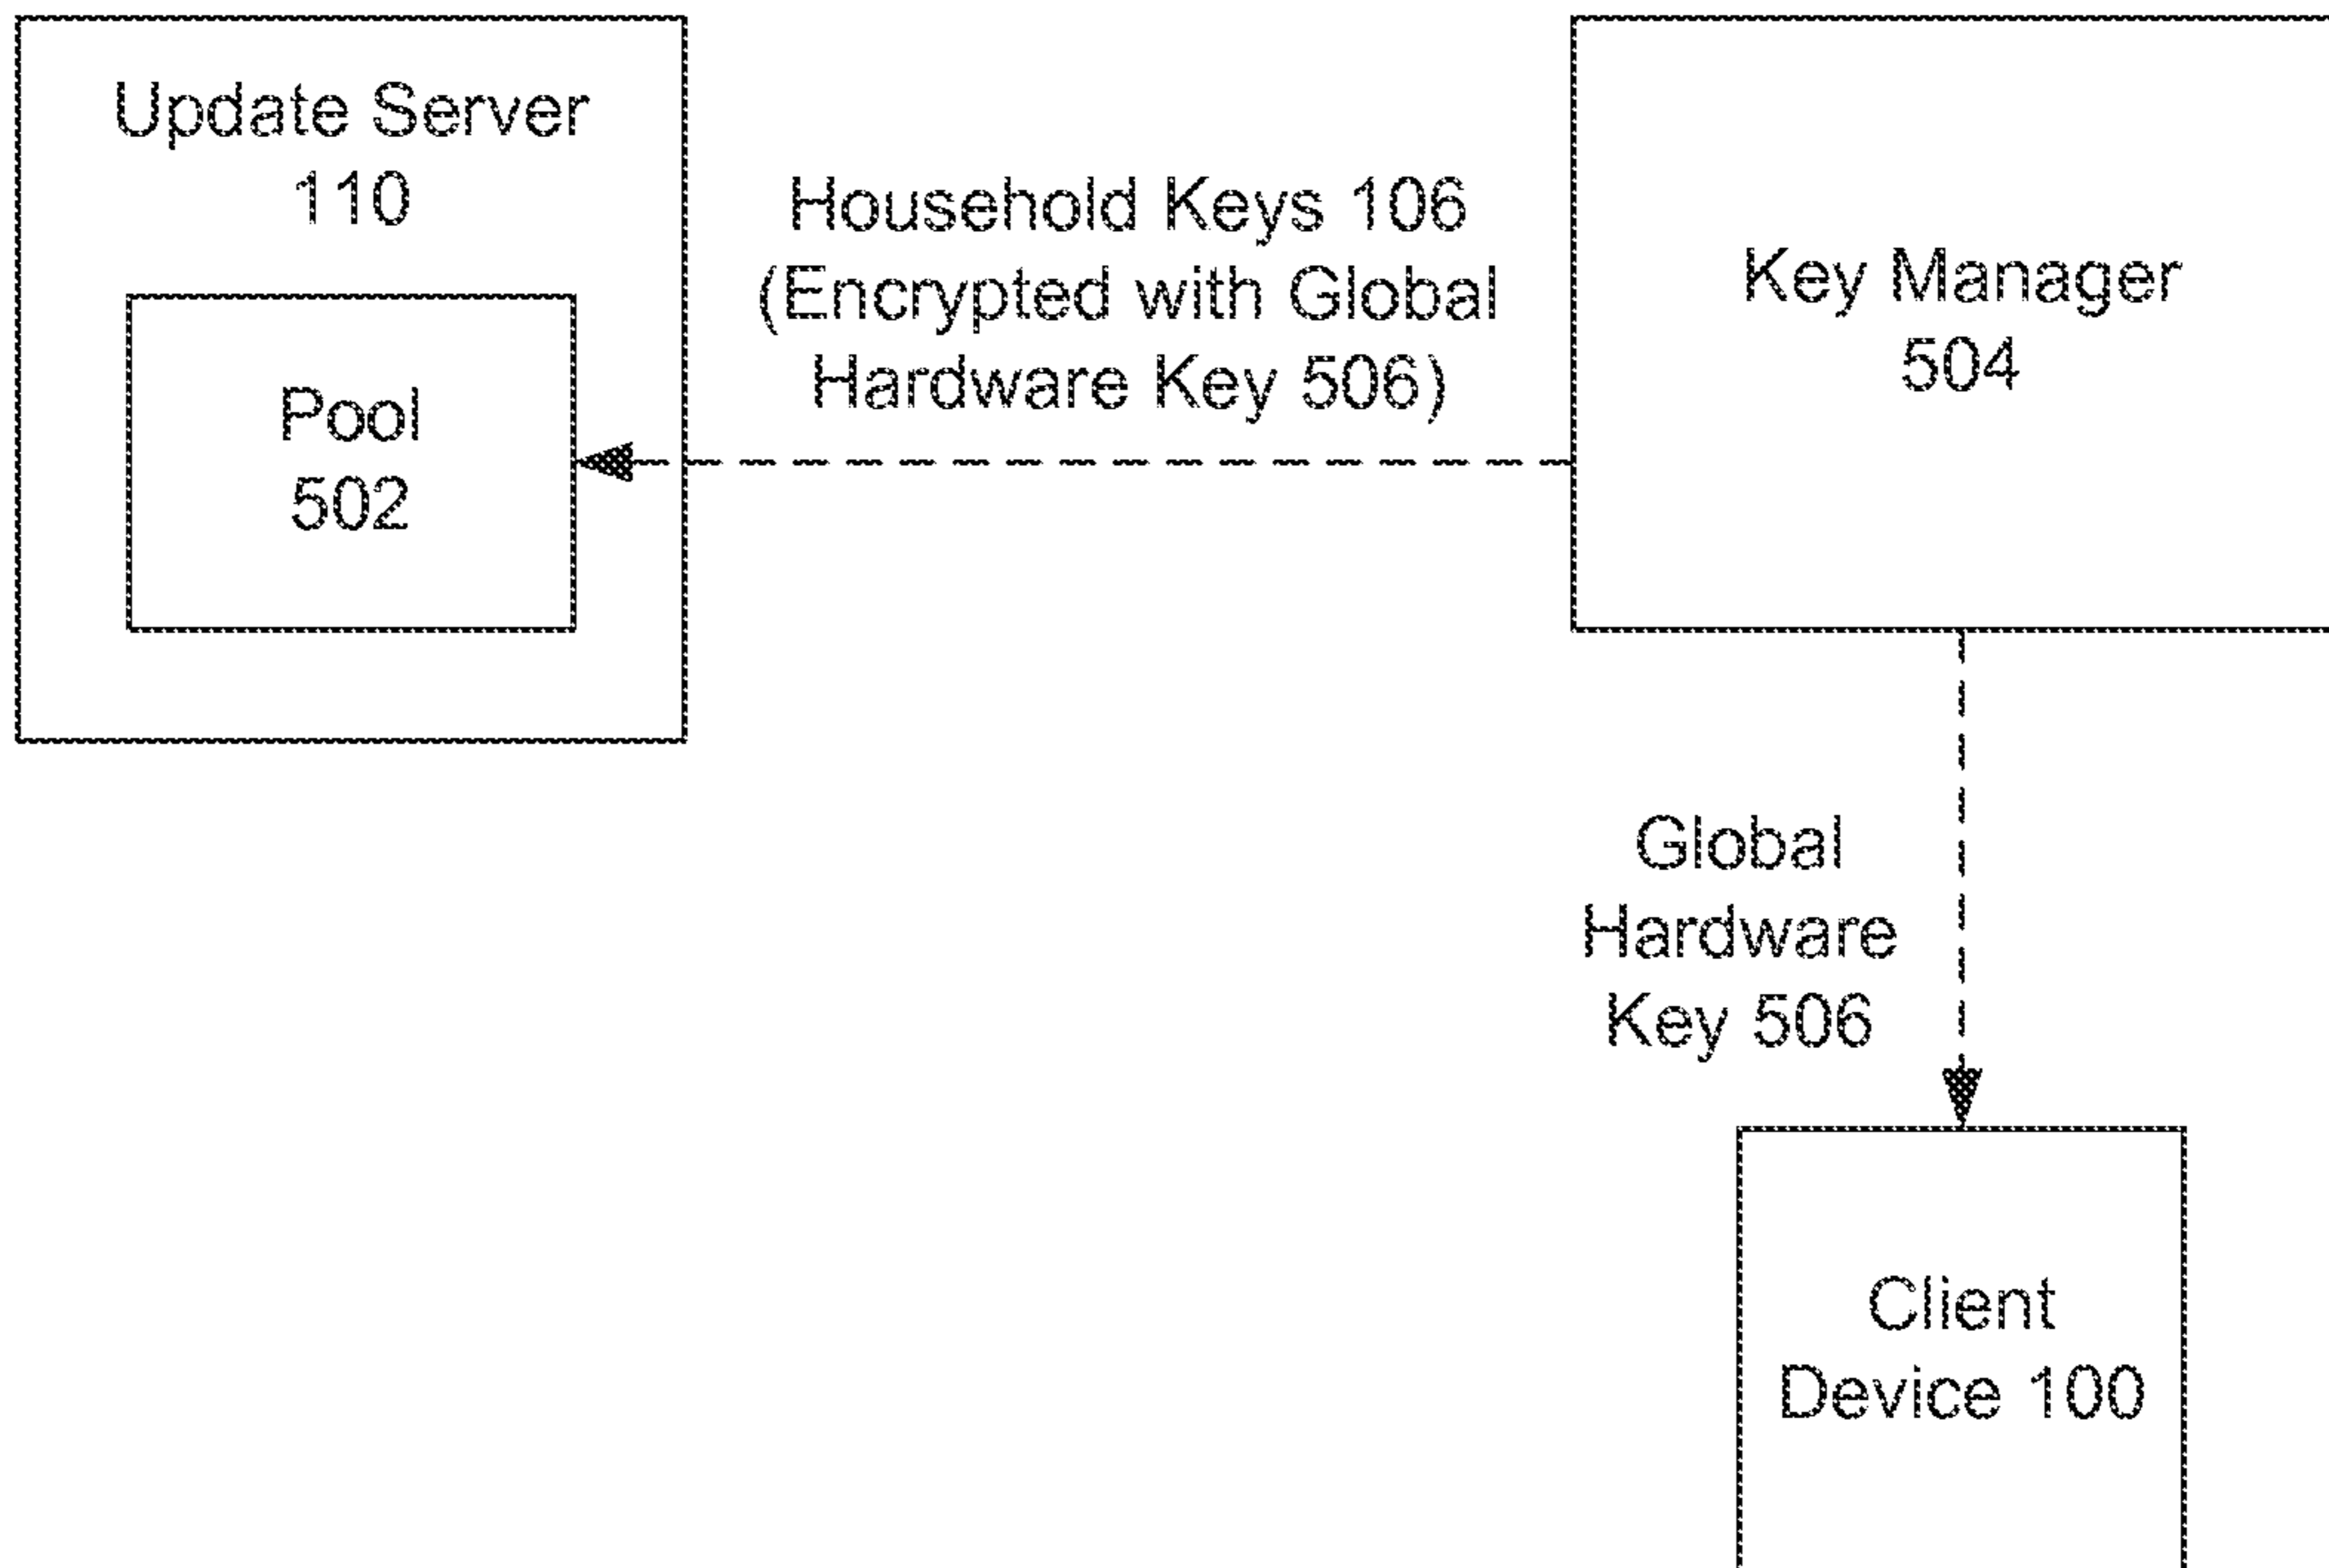 Update Server
110
Pool
502
Household Keys 106
(Encrypted with Global
Hardware Key 506)
Key Manager
504
Global
Hardware
Key 506
Client
Device 100